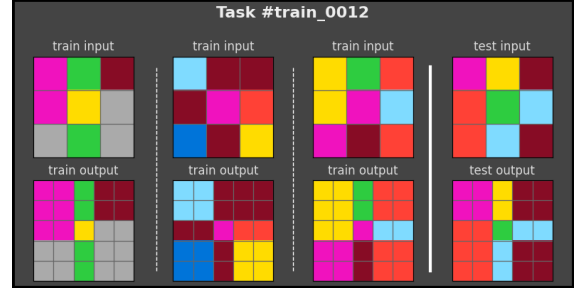 Task #train_0012
train input
train input
train input
test input
train output
train output
train output
test output